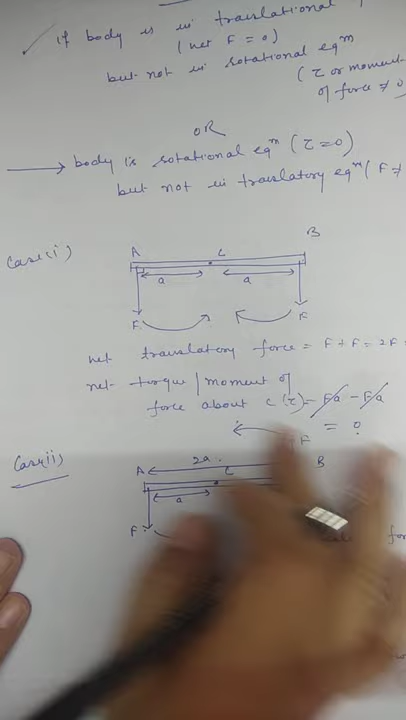 if body is in translational
(net F = 0)
but not in rotational eqm
(τ or moment
of force ≠ 0
OR
→ body is rotational eqm (τ = 0)
but not in translatory eqm (F ≠
Case(i)
A C B
a a
F F
net translatory force = F + F = 2F
net torque | moment of
force about C (τ) = Fa - Fa
= 0
F
Case(ii)
2a
A C B
a
F
for